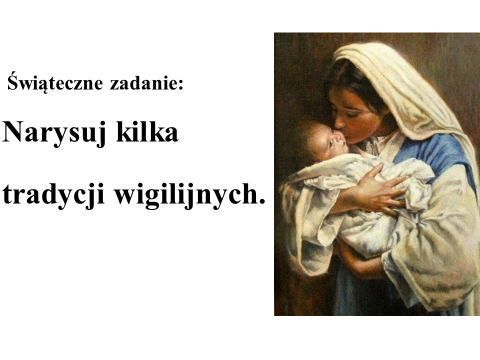 Świąteczne zadanie:
Narysuj kilka
tradycji wigilijnych.